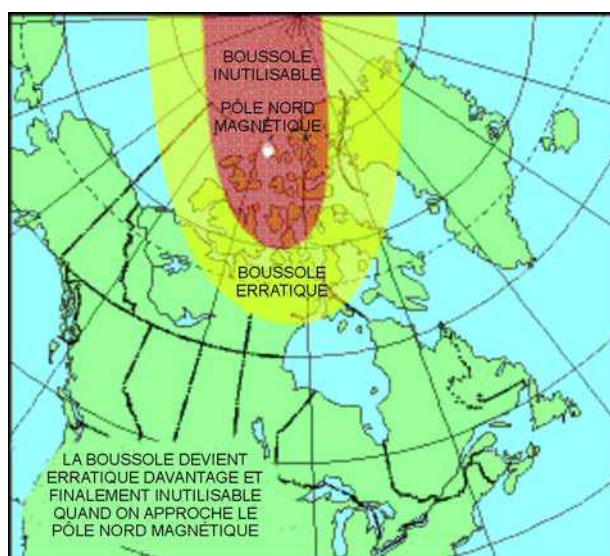 BOUSSOLE
INUTILISABLE
PÔLE NORD
MAGNÉTIQUE
BOUSSOLE
ERRATIQUE
LA BOUSSOLE DEVIENT
ERRATIQUE DAVANTAGE ET
FINALEMENT INUTILISABLE
QUAND ON APPROCHE LE
PÔLE NORD MAGNÉTIQUE